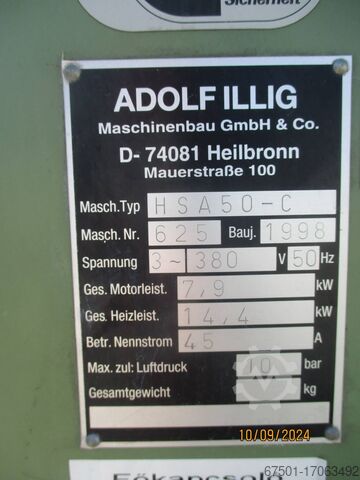 Sicherheit
ADOLF ILLIG
Maschinenbau GmbH & Co.
D- 74081 Heilbronn
Mauerstraße 100
Masch.Typ HSA50-C
Masch. Nr. 625 Bauj. 1998
Spannung 3~380 V 50 Hz
Ges. Motorleist. 7,9 kW
Ges. Heizleist. 14,4 kW
Betr. Nennstrom 45 A
Max. zul: Luftdruck 10 bar
Gesamtgewicht kg
10/09/2024
Főkapcsoló
67501-17063492